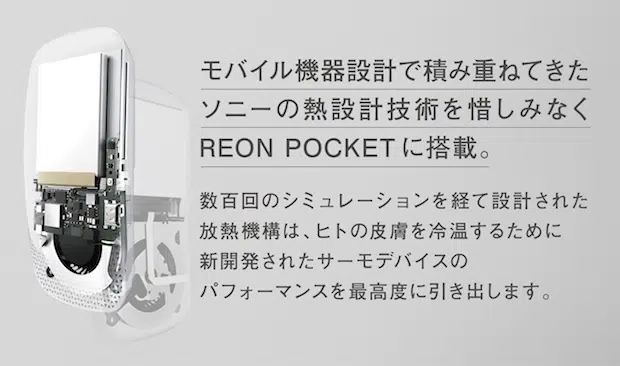 モバイル機器設計で積み重ねてきた
ソニーの熱設計技術を惜しみなく
REON POCKETに搭載。
数百回のシミュレーションを経て設計された
放熱機構は、ヒトの皮膚を冷温するために
新開発されたサーモデバイスの
パフォーマンスを最高度に引き出します。